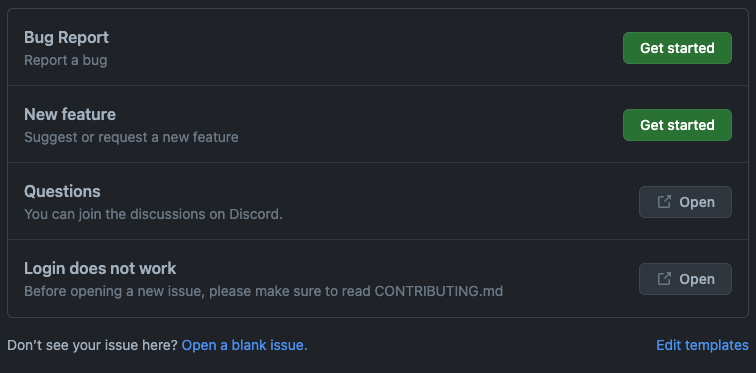 Bug Report
Report a bug
Get started
New feature
Suggest or request a new feature
Get started
Questions
You can join the discussions on Discord.
Open
Login does not work
Before opening a new issue, please make sure to read CONTRIBUTING.md
Open
Don't see your issue here? Open a blank issue.
Edit templates